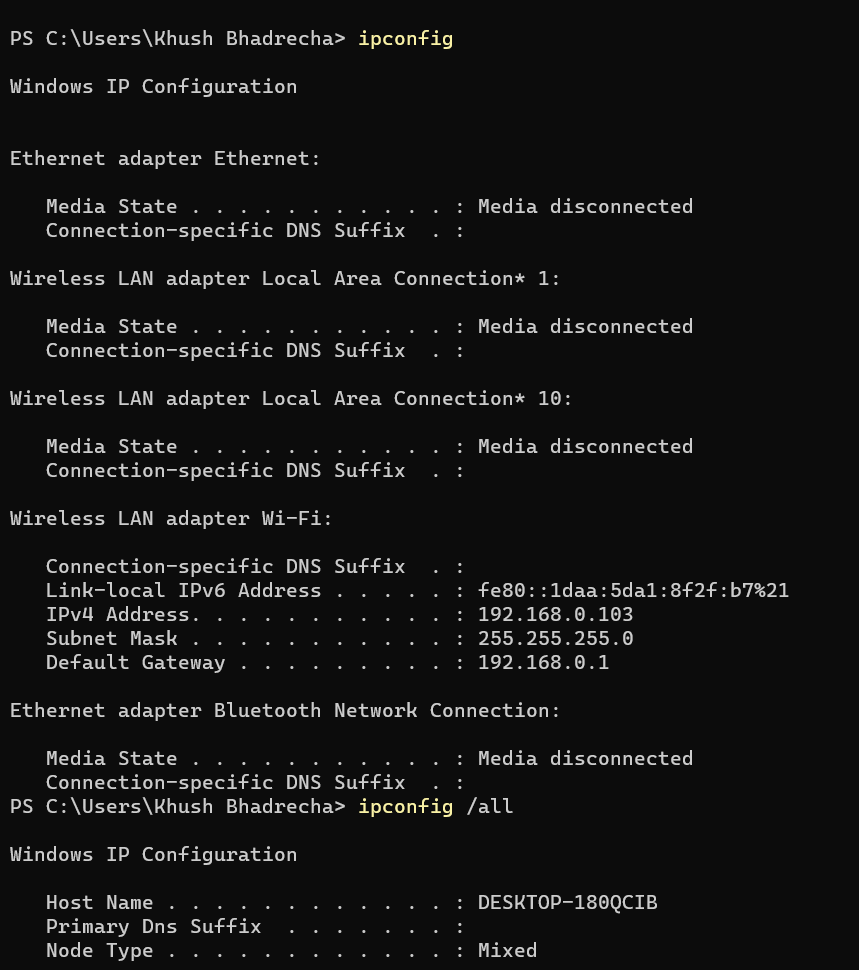 PS C:\Users\Khush Bhadrecha> ipconfig
Windows IP Configuration
Ethernet adapter Ethernet:
   Media State . . . . . . . . . . . : Media disconnected
   Connection-specific DNS Suffix  . :
Wireless LAN adapter Local Area Connection* 1:
   Media State . . . . . . . . . . . : Media disconnected
   Connection-specific DNS Suffix  . :
Wireless LAN adapter Local Area Connection* 10:
   Media State . . . . . . . . . . . : Media disconnected
   Connection-specific DNS Suffix  . :
Wireless LAN adapter Wi-Fi:
   Connection-specific DNS Suffix  . :
   Link-local IPv6 Address . . . . . : fe80::1daa:5da1:8f2f:b7%21
   IPv4 Address. . . . . . . . . . . : 192.168.0.103
   Subnet Mask . . . . . . . . . . . : 255.255.255.0
   Default Gateway . . . . . . . . . : 192.168.0.1
Ethernet adapter Bluetooth Network Connection:
   Media State . . . . . . . . . . . : Media disconnected
   Connection-specific DNS Suffix  . :
PS C:\Users\Khush Bhadrecha> ipconfig /all
Windows IP Configuration
   Host Name . . . . . . . . . . . . : DESKTOP-180QCIB
   Primary Dns Suffix  . . . . . . . :
   Node Type . . . . . . . . . . . . : Mixed